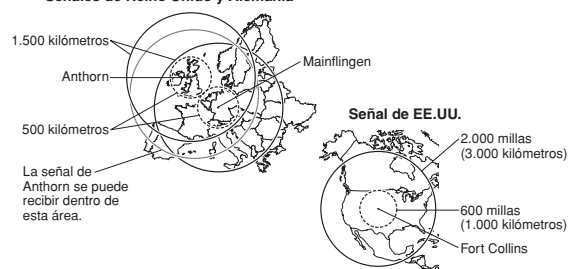 Señales de Reino Unido y Alemania
1.500 kilómetros
Anthorn
Mainflingen
500 kilómetros
La señal de
Anthorn se puede
recibir dentro de
esta área.
Señal de EE.UU.
2.000 millas
(3.000 kilómetros)
600 millas
(1.000 kilómetros)
Fort Collins